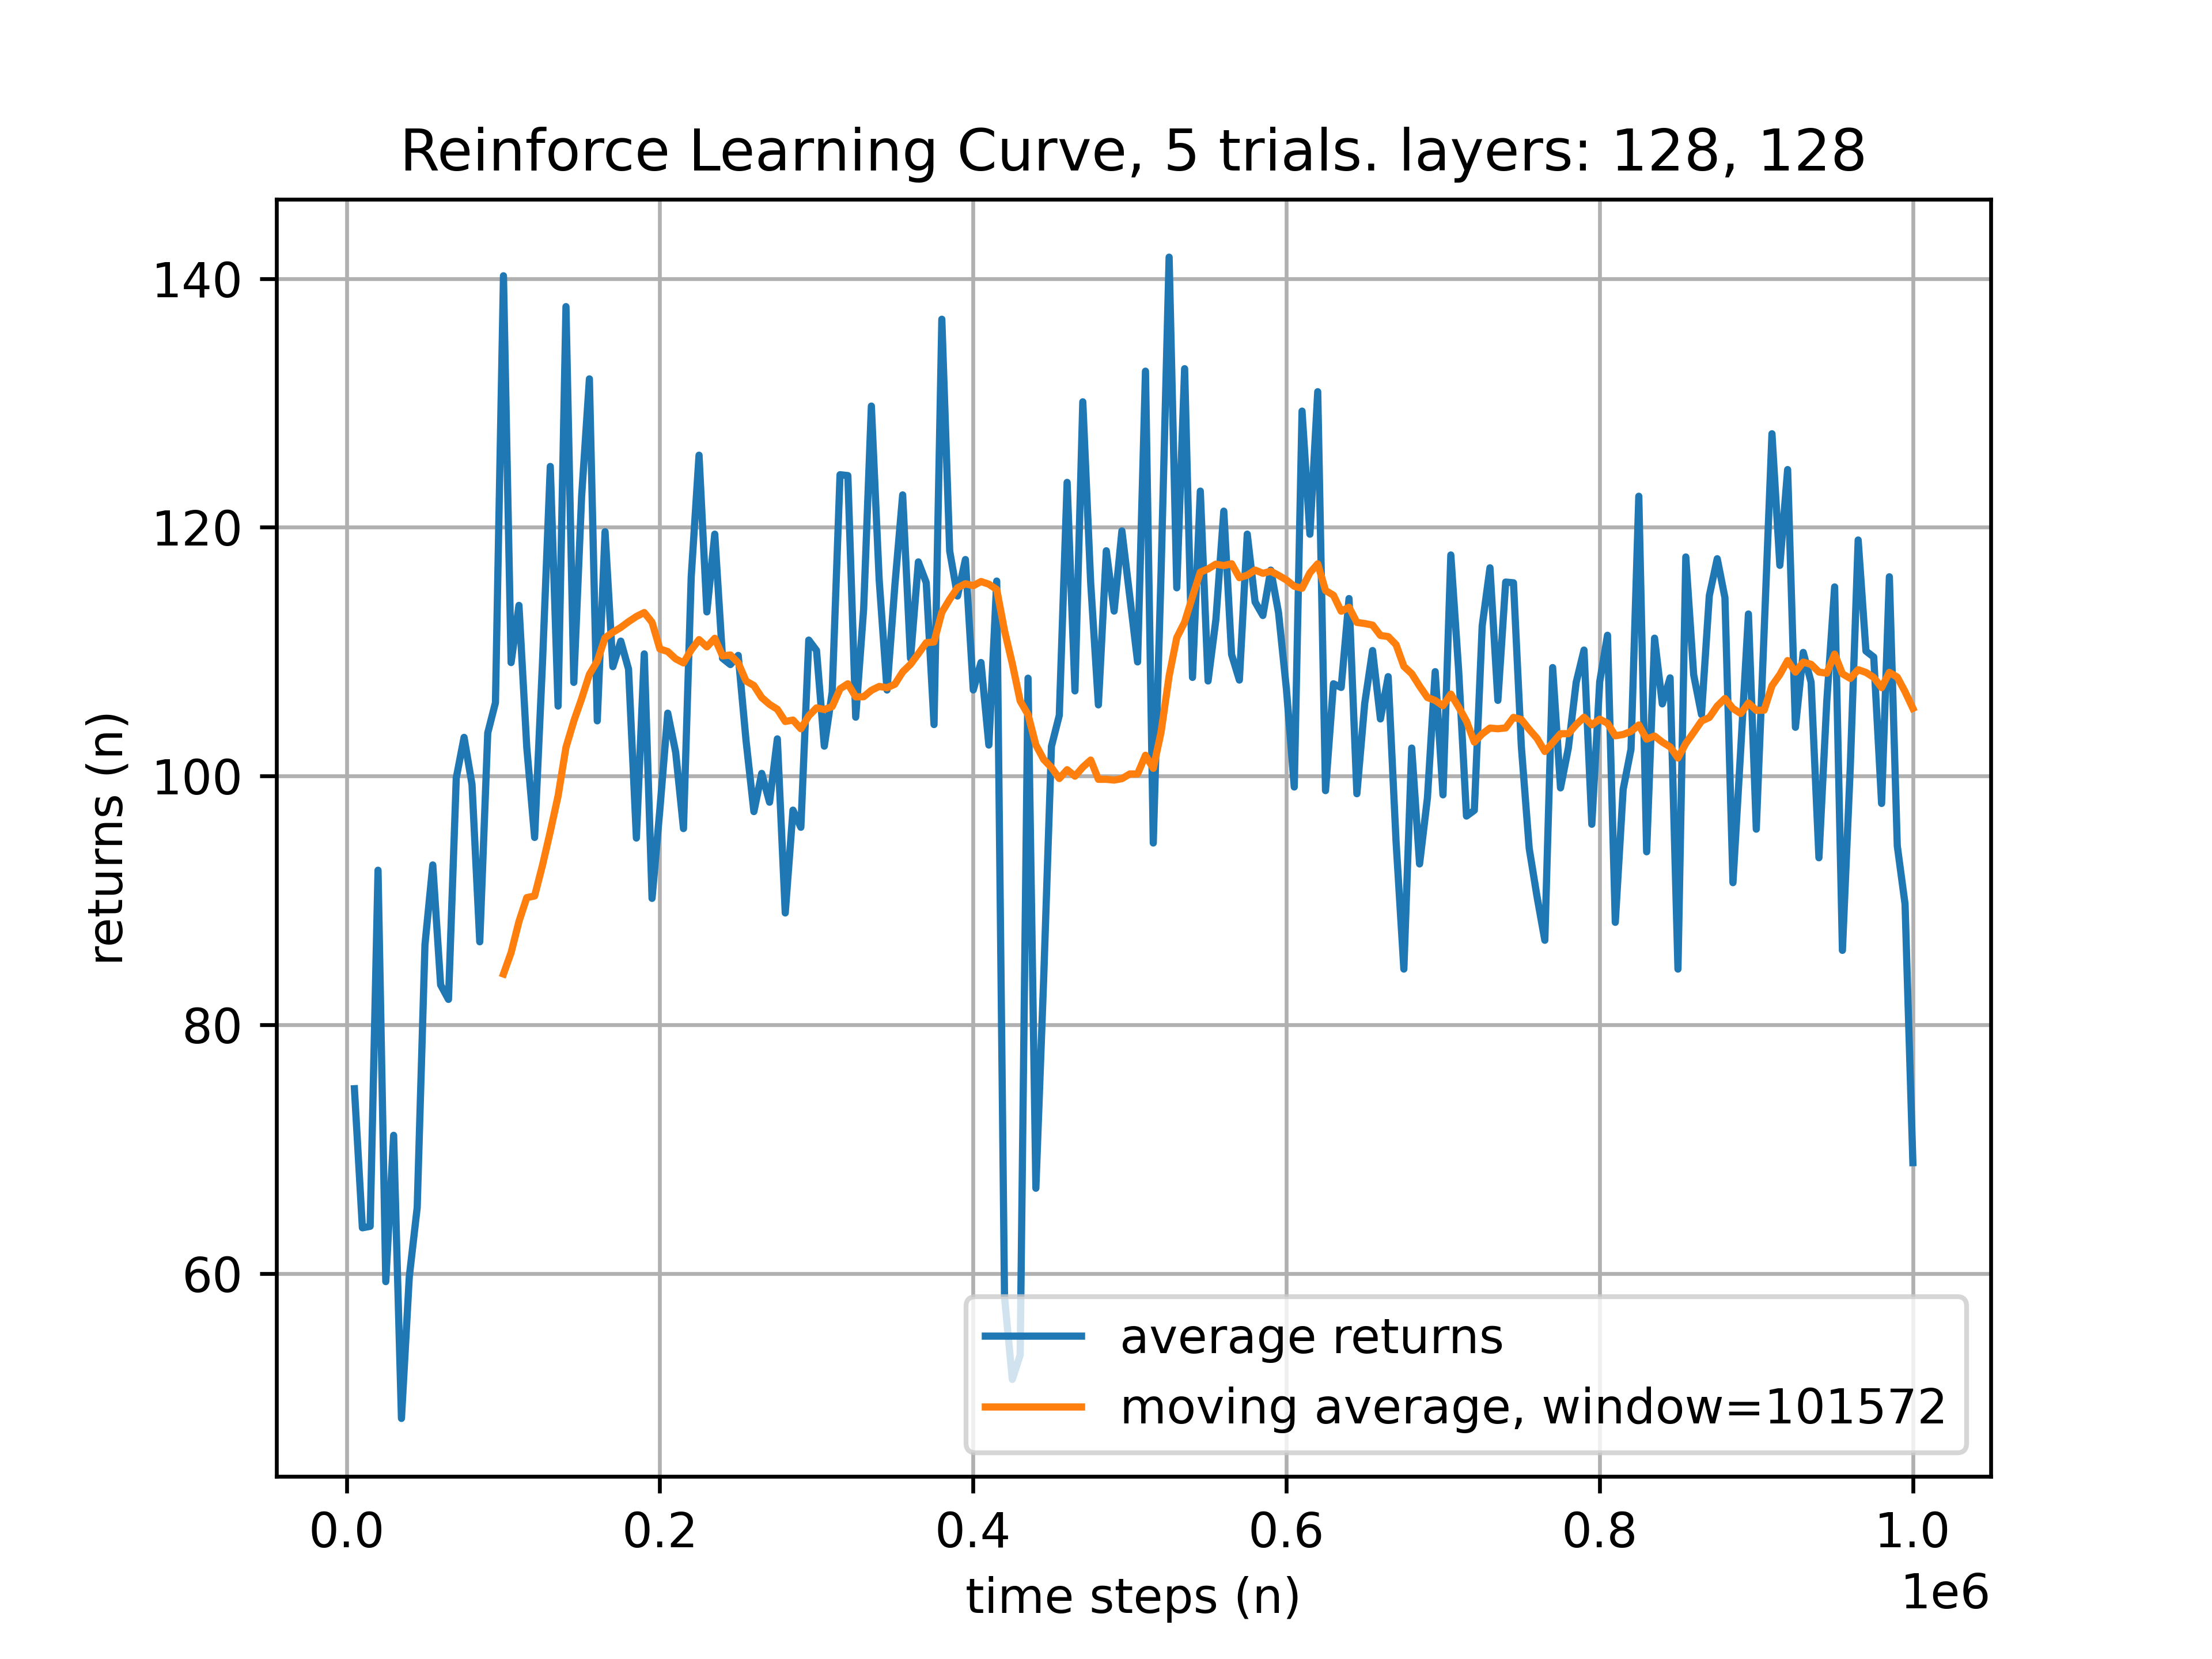 Reinforce Learning Curve, 5 trials. layers: 128, 128
140
120
100
80
60
returns (n)
average returns
moving average, window=101572
0.0 0.2 0.4 0.6 0.8 1.0
time steps (n)
1e6